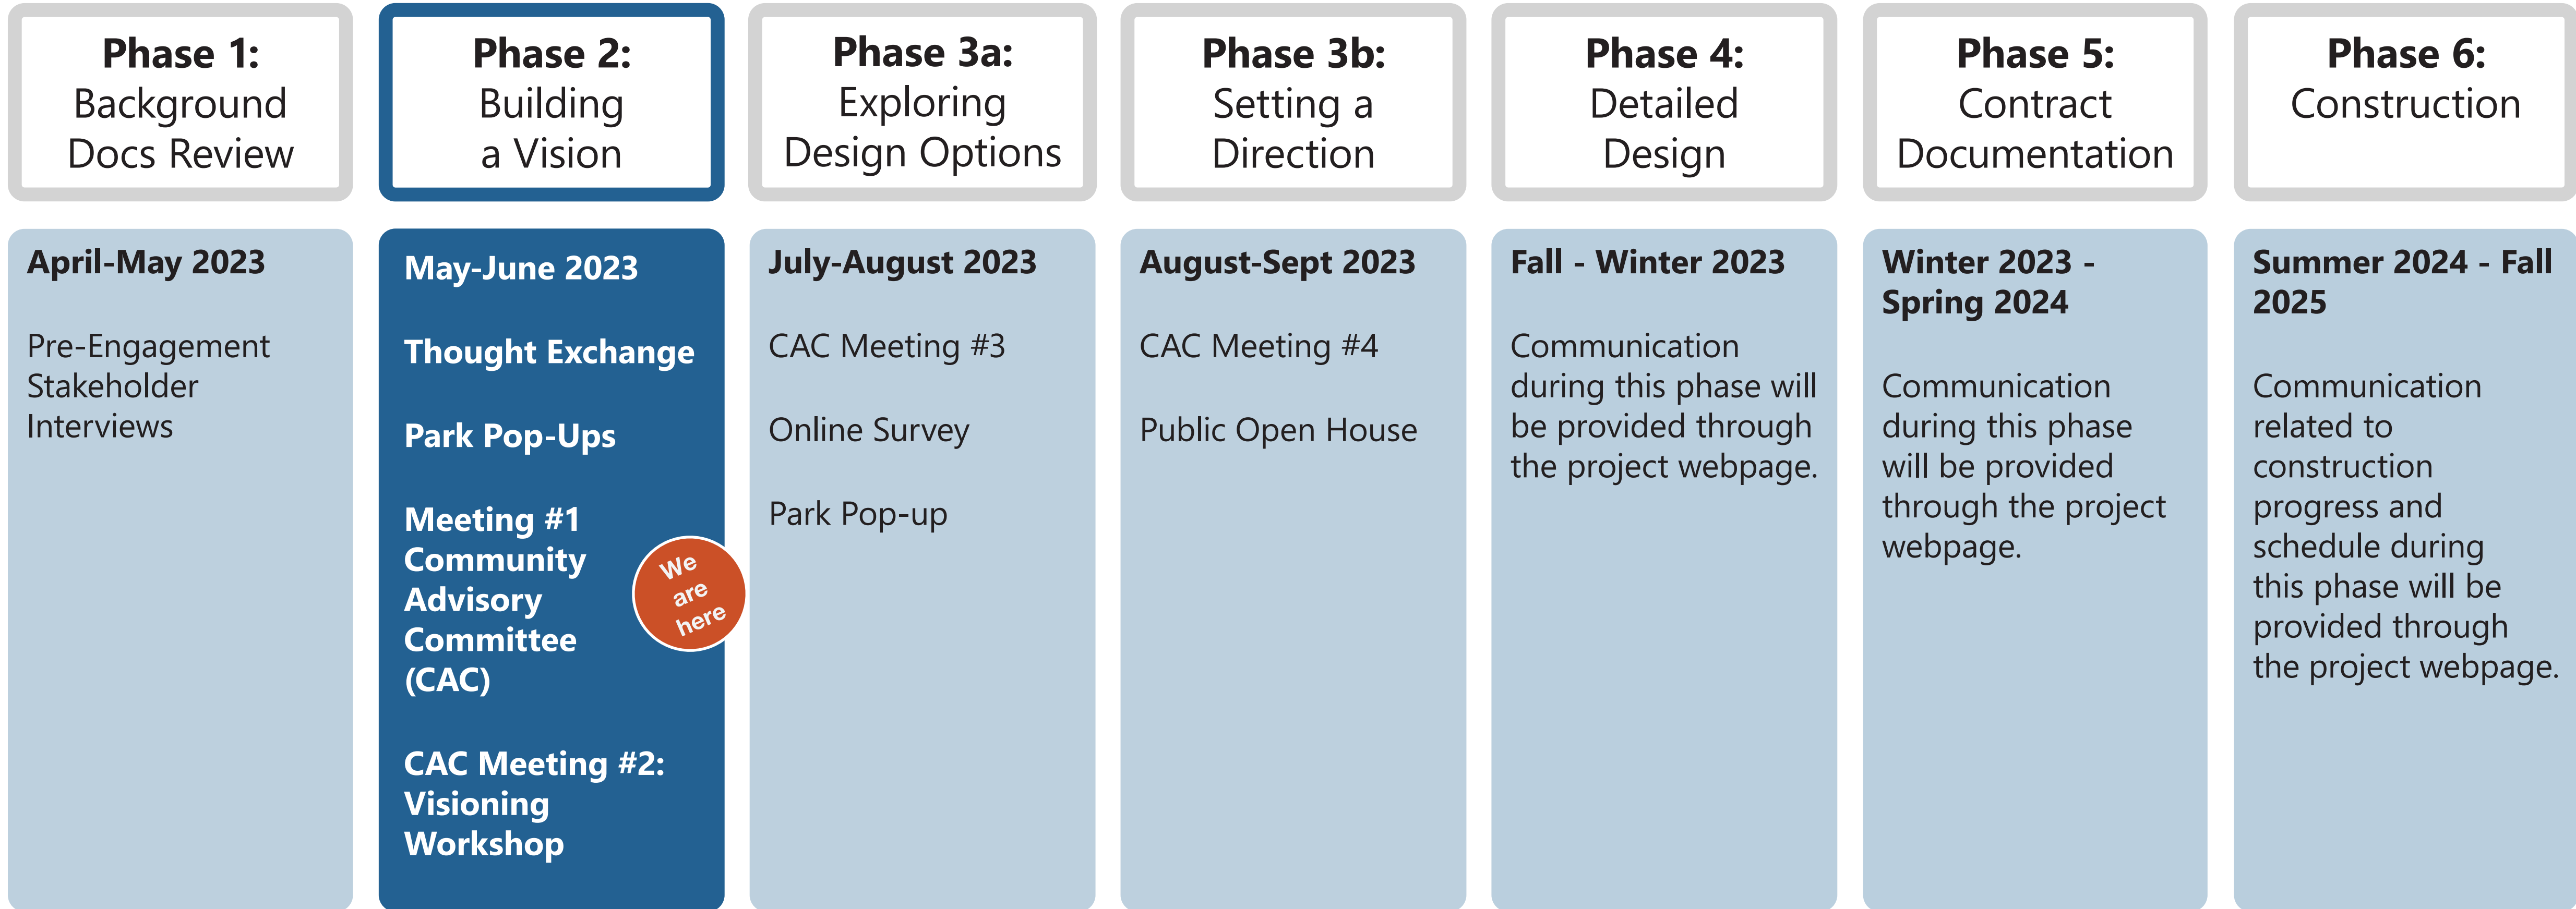 Phase 1:
Background
Docs Review
Phase 2:
Building
a Vision
Phase 3a:
Exploring
Design Options
Phase 3b:
Setting a
Direction
Phase 4:
Detailed
Design
Phase 5:
Contract
Documentation
Phase 6:
Construction
April-May 2023
Pre-Engagement
Stakeholder
Interviews
May-June 2023
Thought Exchange
Park Pop-Ups
Meeting #1
Community
Advisory
Committee
(CAC)
CAC Meeting #2:
Visioning
Workshop
We
are
here
July-August 2023
CAC Meeting #3
Online Survey
Park Pop-up
August-Sept 2023
CAC Meeting #4
Public Open House
Fall - Winter 2023
Communication
during this phase will
be provided through
the project webpage.
Winter 2023 -
Spring 2024
Communication
during this phase
will be provided
through the project
webpage.
Summer 2024 - Fall
2025
Communication
related to
construction
progress and
schedule during
this phase will be
provided through
the project webpage.